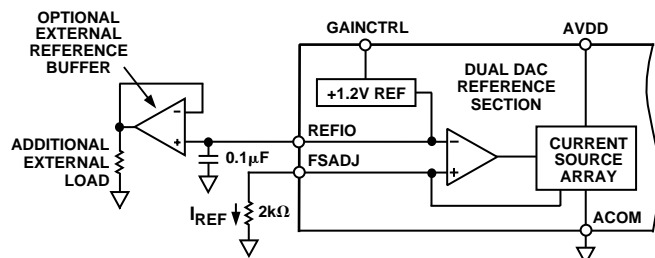 OPTIONAL
EXTERNAL
REFERENCE
BUFFER
GAINCTRL
AVDD
+1.2V REF
DUAL DAC
REFERENCE
SECTION
−
+
ADDITIONAL
EXTERNAL
LOAD
0.1µF
REFIO
FSADJ
−
+
CURRENT
SOURCE
ARRAY
IREF
2kΩ
ACOM